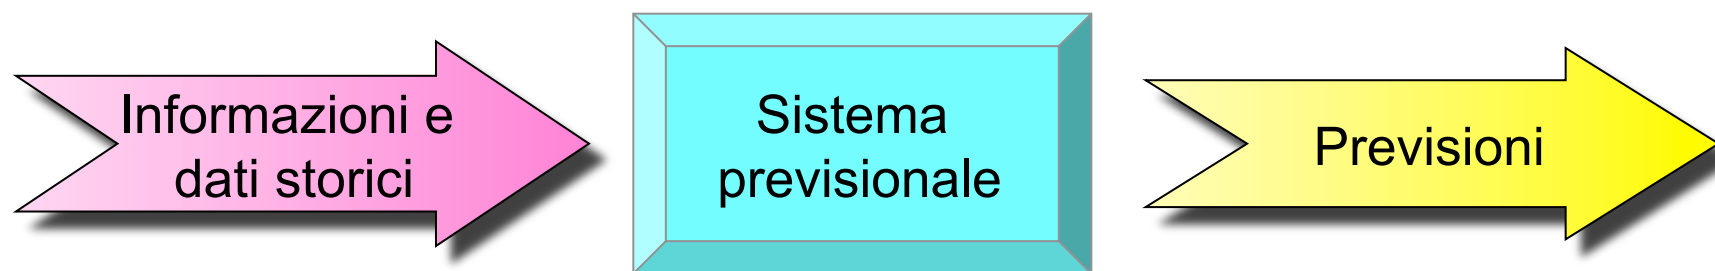 Informazioni e
dati storici
Sistema
previsionale
Previsioni